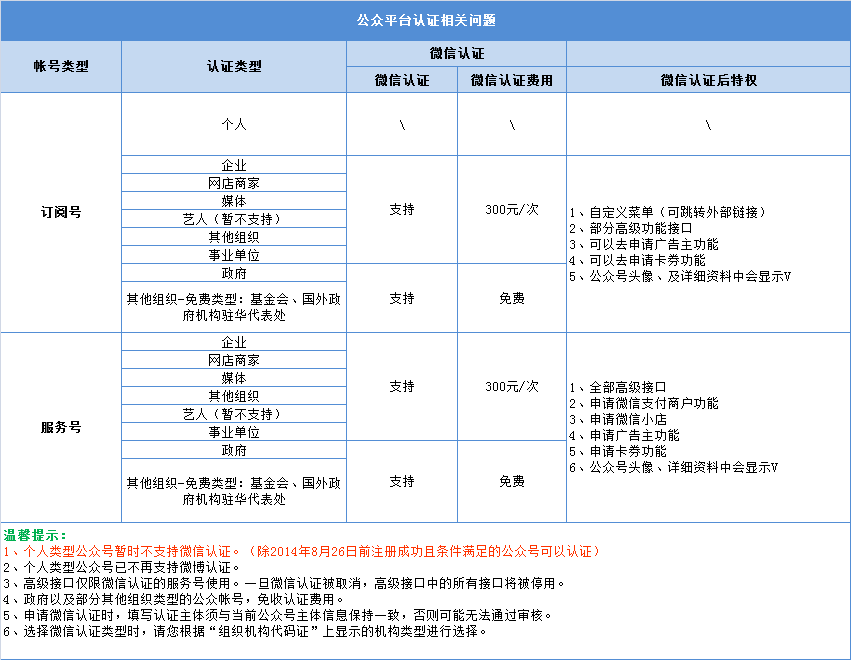 公众平台认证相关问题
帐号类型
认证类型
微信认证
微信认证
微信认证费用
微信认证后特权
订阅号
个人
\
\
\
企业
网店商家
媒体
艺人（暂不支持）
其他组织
事业单位
支持
300元/次
政府
其他组织-免费类型：基金会、国外政
府机构驻华代表处
支持
免费
1、自定义菜单（可跳转外部链接）
2、部分高级功能接口
3、可以去申请广告主功能
4、可以去申请卡券功能
5、公众号头像、及详细资料中会显示V
服务号
企业
网店商家
媒体
其他组织
艺人（暂不支持）
事业单位
支持
300元/次
政府
其他组织-免费类型：基金会、国外政
府机构驻华代表处
支持
免费
1、全部高级接口
2、申请微信支付商户功能
3、申请微信小店
4、申请广告主功能
5、申请卡券功能
6、公众号头像、详细资料中会显示V
温馨提示：
1、个人类型公众号暂时不支持微信认证。（除2014年8月26日前注册成功且条件满足的公众号可以认证）
2、个人类型公众号已不再支持微博认证。
3、高级接口仅限微信认证的服务号使用。一旦微信认证被取消，高级接口中的所有接口将被停用。
4、政府以及部分其他组织类型的公众帐号，免收认证费用。
5、申请微信认证时，填写认证主体须与当前公众号主体信息保持一致，否则可能无法通过审核。
6、选择微信认证类型时，请您根据“组织机构代码证”上显示的机构类型进行选择。